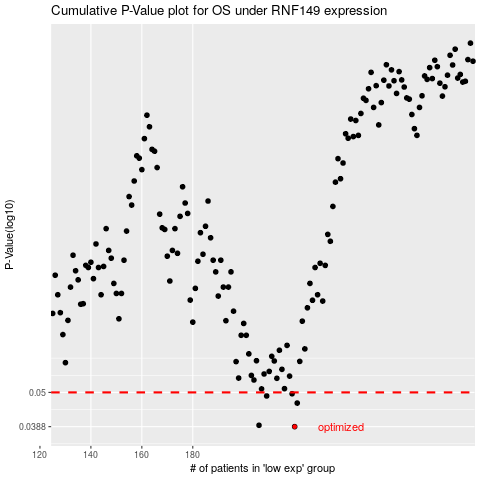 Cumulative P-Value plot for OS under RNF149 expression
P-Value(log10)
0.05
0.0388
optimized
120 140 160 180
# of patients in 'low exp' group